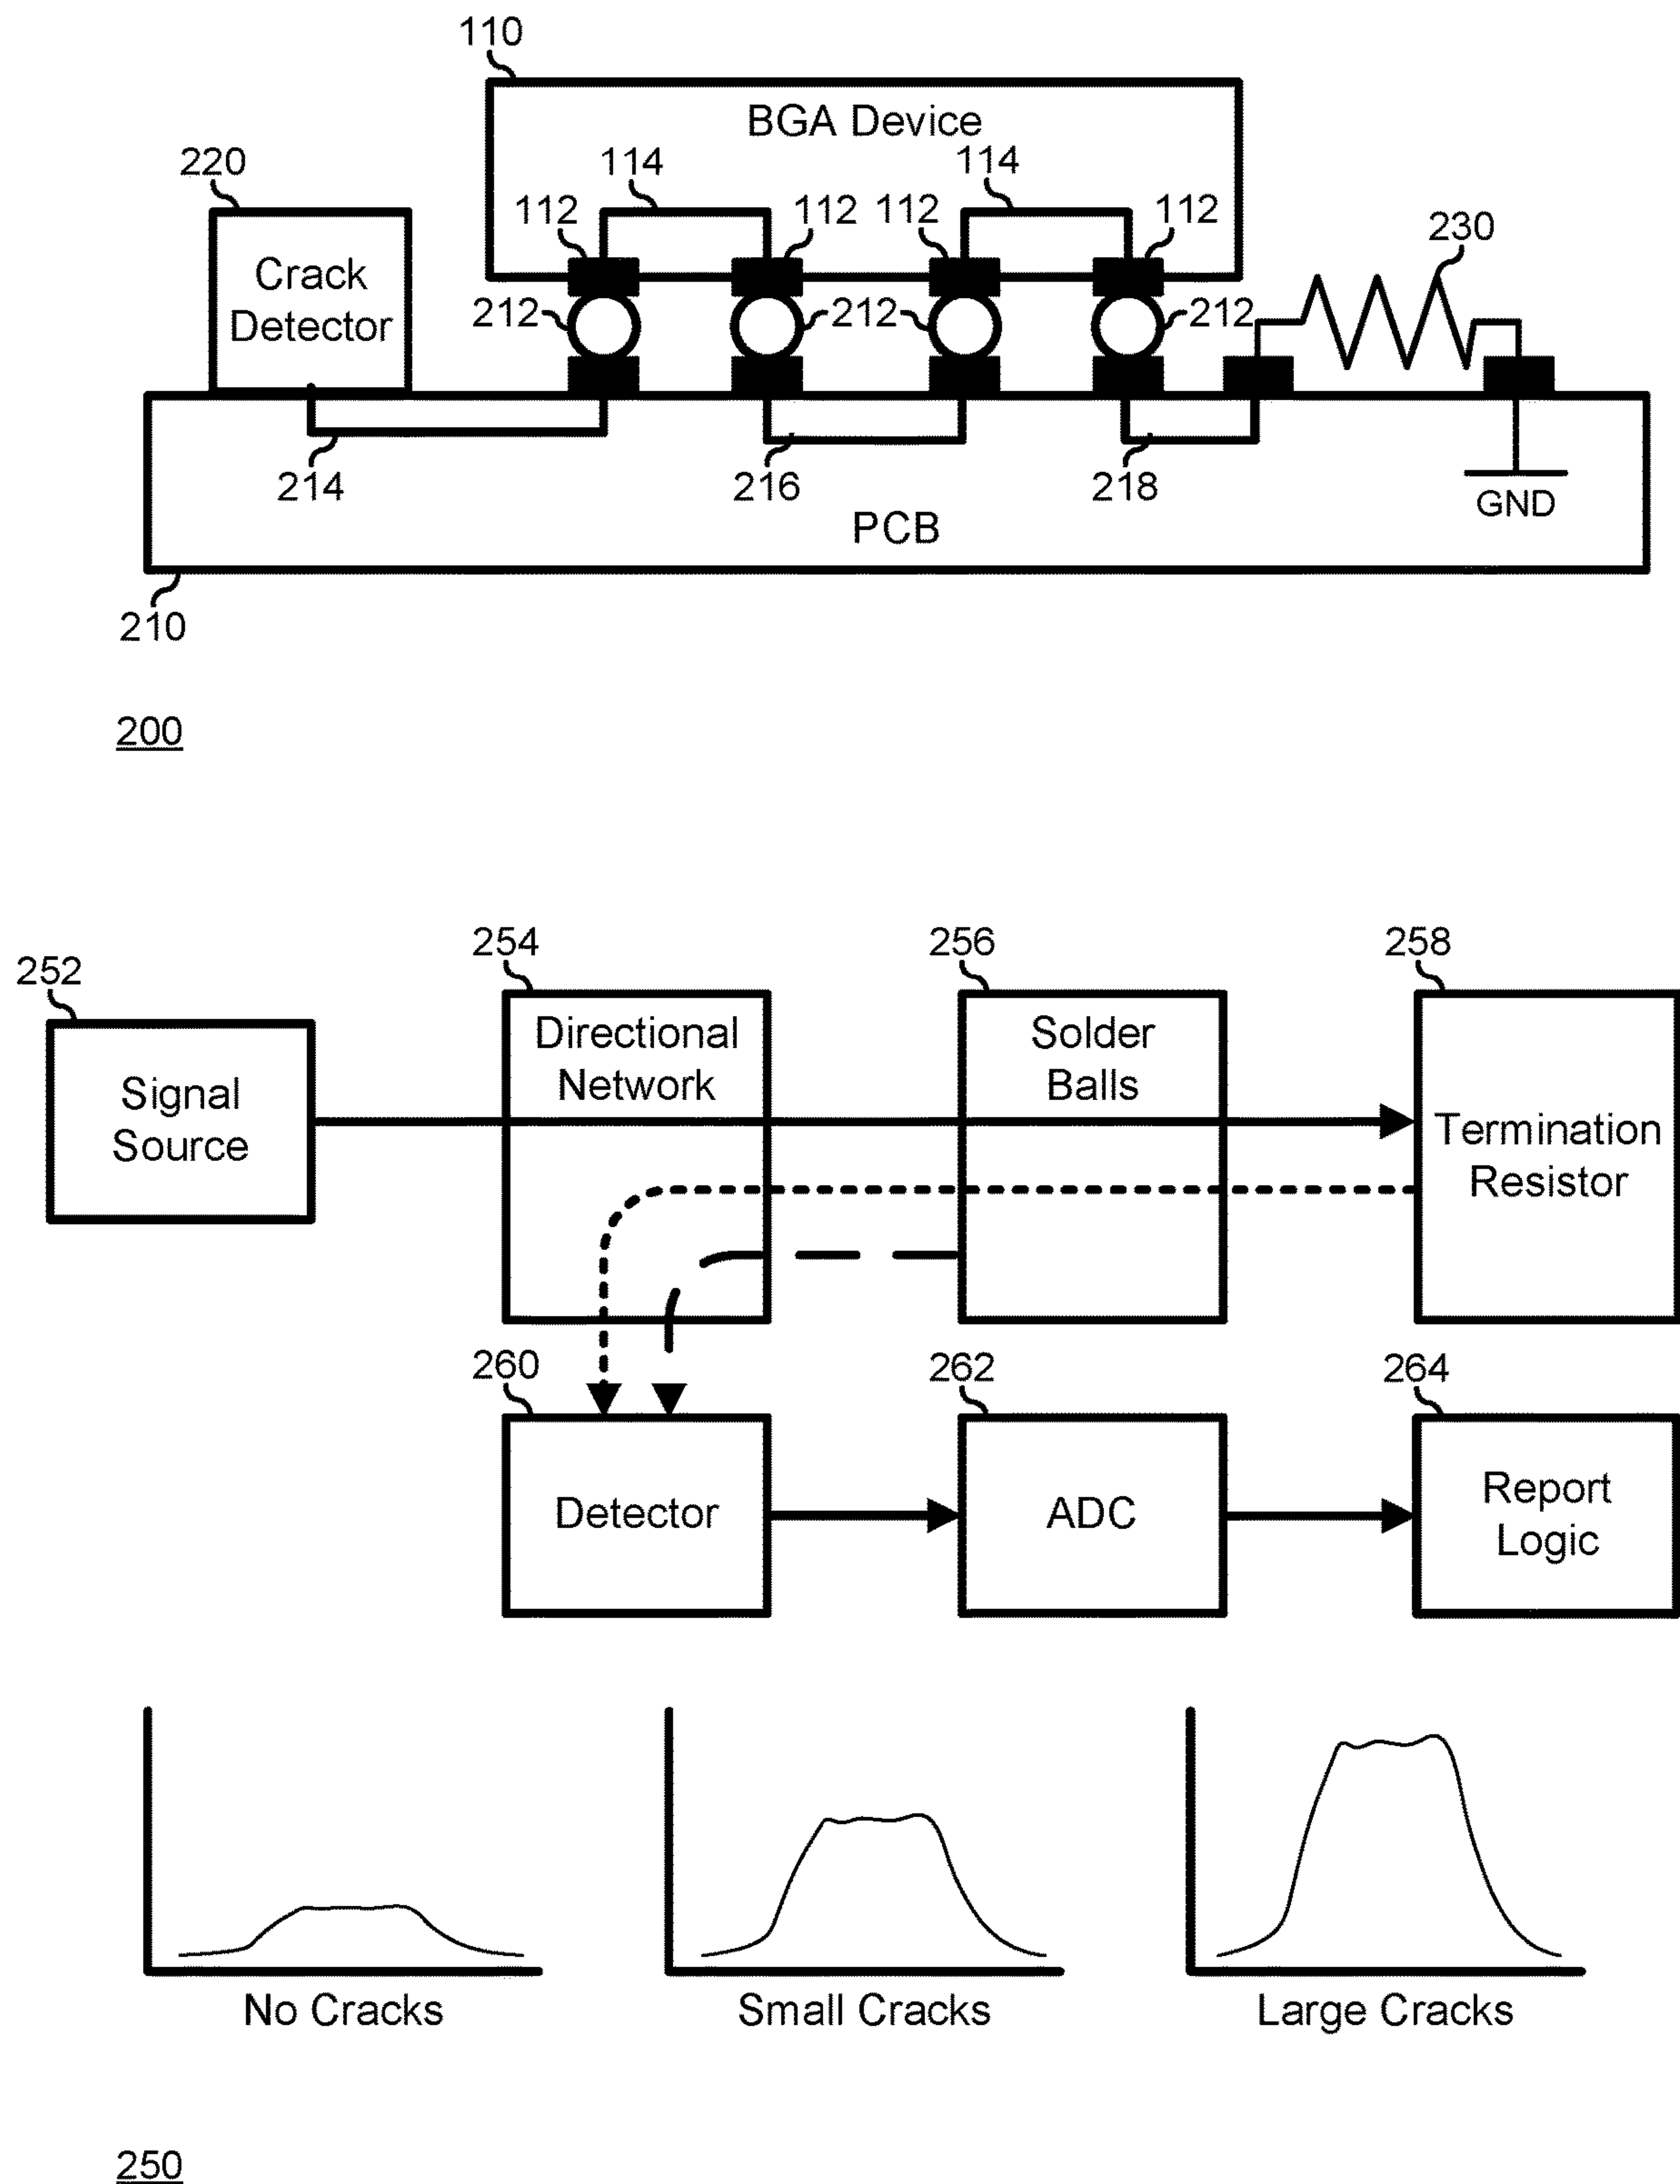 110
BGA Device
220
114
114
112
112
112
112
230
Crack
Detector
212
212
212
212
214
216
218
GND
PCB
210
200
252
254
256
258
Signal
Source
Directional
Network
Solder
Balls
Termination
Resistor
260
262
264
Detector
ADC
Report
Logic
No Cracks
Small Cracks
Large Cracks
250